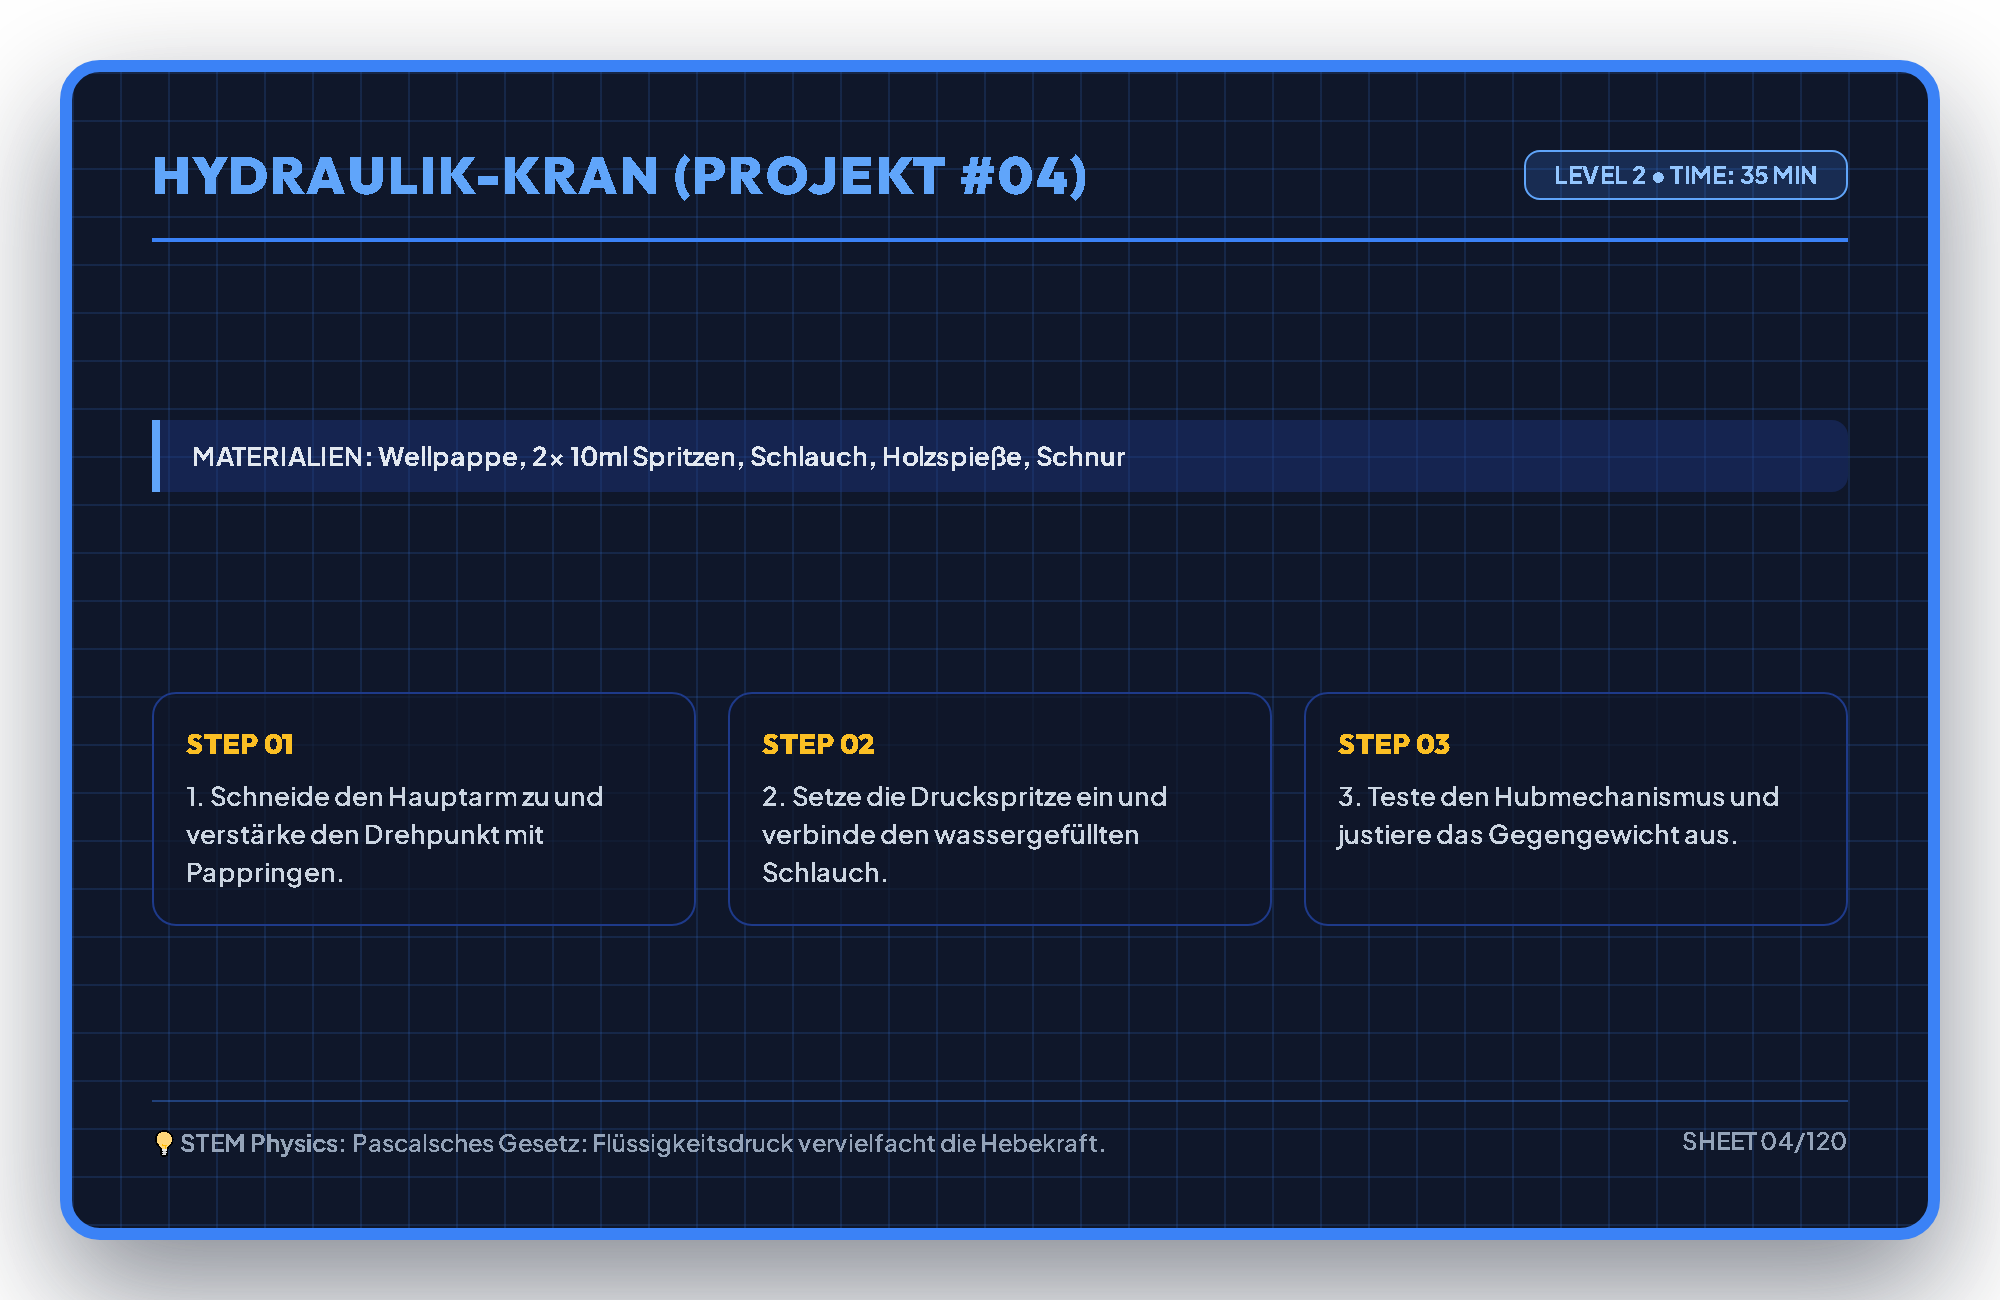 HYDRAULIK-KRAN (PROJEKT #04)
LEVEL 2 • TIME: 35 MIN
MATERIALIEN: Wellpappe, 2× 10ml Spritzen, Schlauch, Holzspieße, Schnur
STEP 01
1. Schneide den Hauptarm zu und
verstärke den Drehpunkt mit
Pappringen.
STEP 02
2. Setze die Druckspritze ein und
verbinde den wassergefüllten
Schlauch.
STEP 03
3. Teste den Hubmechanismus und
justiere das Gegengewicht aus.
💡 STEM Physics: Pascalsches Gesetz: Flüssigkeitsdruck vervielfacht die Hebekraft.
SHEET 04/120